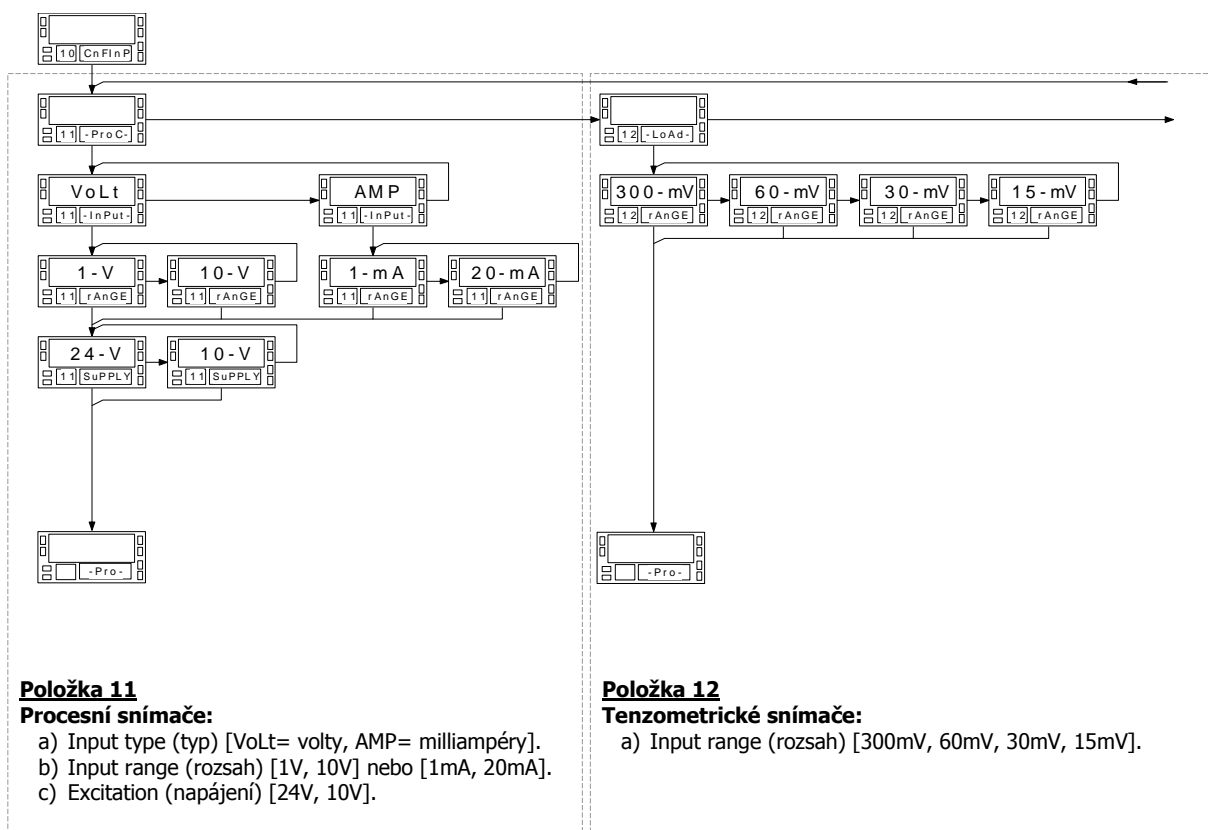 10 CnFInP
11 -ProC-
12 -LoAd-
VoLt
11 -InPut-
AMP
11 -InPut-
300-mV
12 rAnGE
60-mV
12 rAnGE
30-mV
12 rAnGE
15-mV
12 rAnGE
1-V
11 rAnGE
10-V
11 rAnGE
1-mA
11 rAnGE
20-mA
11 rAnGE
24-V
11 SuPPLY
10-V
11 SuPPLY
-Pro-
-Pro-
Položka 11
Procesní snímače:
a) Input type (typ) [VoLt= volty, AMP= milliampéry].
b) Input range (rozsah) [1V, 10V] nebo [1mA, 20mA].
c) Excitation (napájení) [24V, 10V].
Položka 12
Tenzometrické snímače:
a) Input range (rozsah) [300mV, 60mV, 30mV, 15mV].